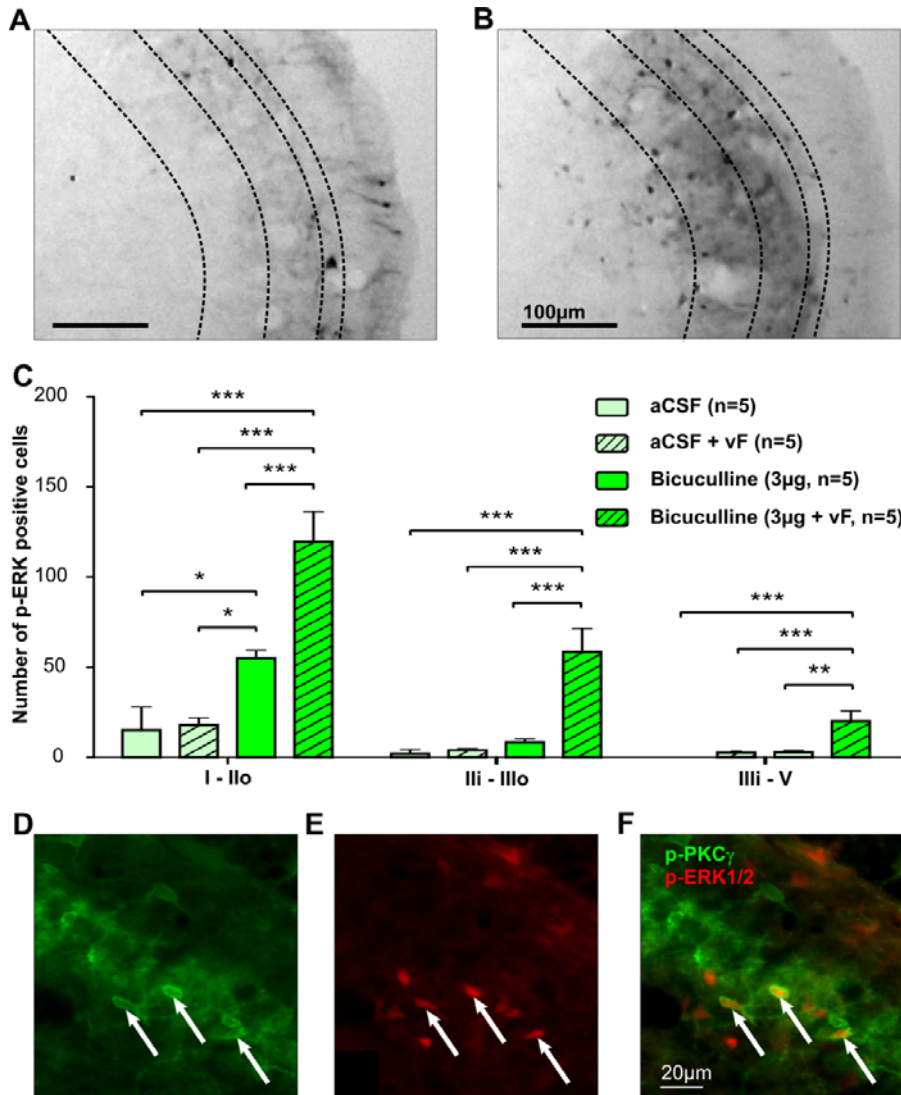 A
B
100µm
C
Number of p-ERK positive cells
200
150
100
50
0
*** 
***
***
*
*
***
***
***
***
***
**
aCSF (n=5)
aCSF + vF (n=5)
Bicuculline (3µg, n=5)
Bicuculline (3µg + vF, n=5)
I - IIo
IIi - IIIo
IIIi - V
D
E
F
p-PKCγ
p-ERK1/2
20µm